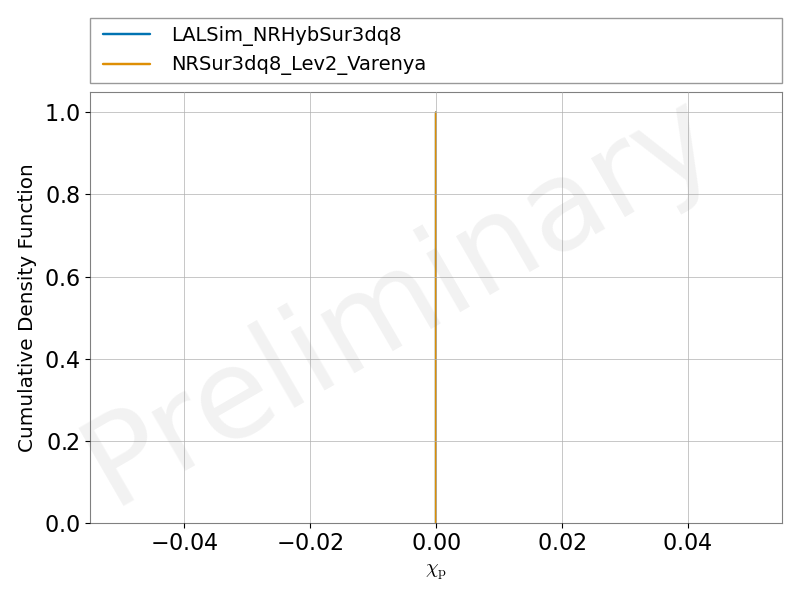 LALSim_NRHybSur3dq8
NRSur3dq8_Lev2_Varenya
Preliminary
Cumulative Density Function
1.0
0.8
0.6
0.4
0.2
0.0
−0.04 −0.02 0.00 0.02 0.04
χp